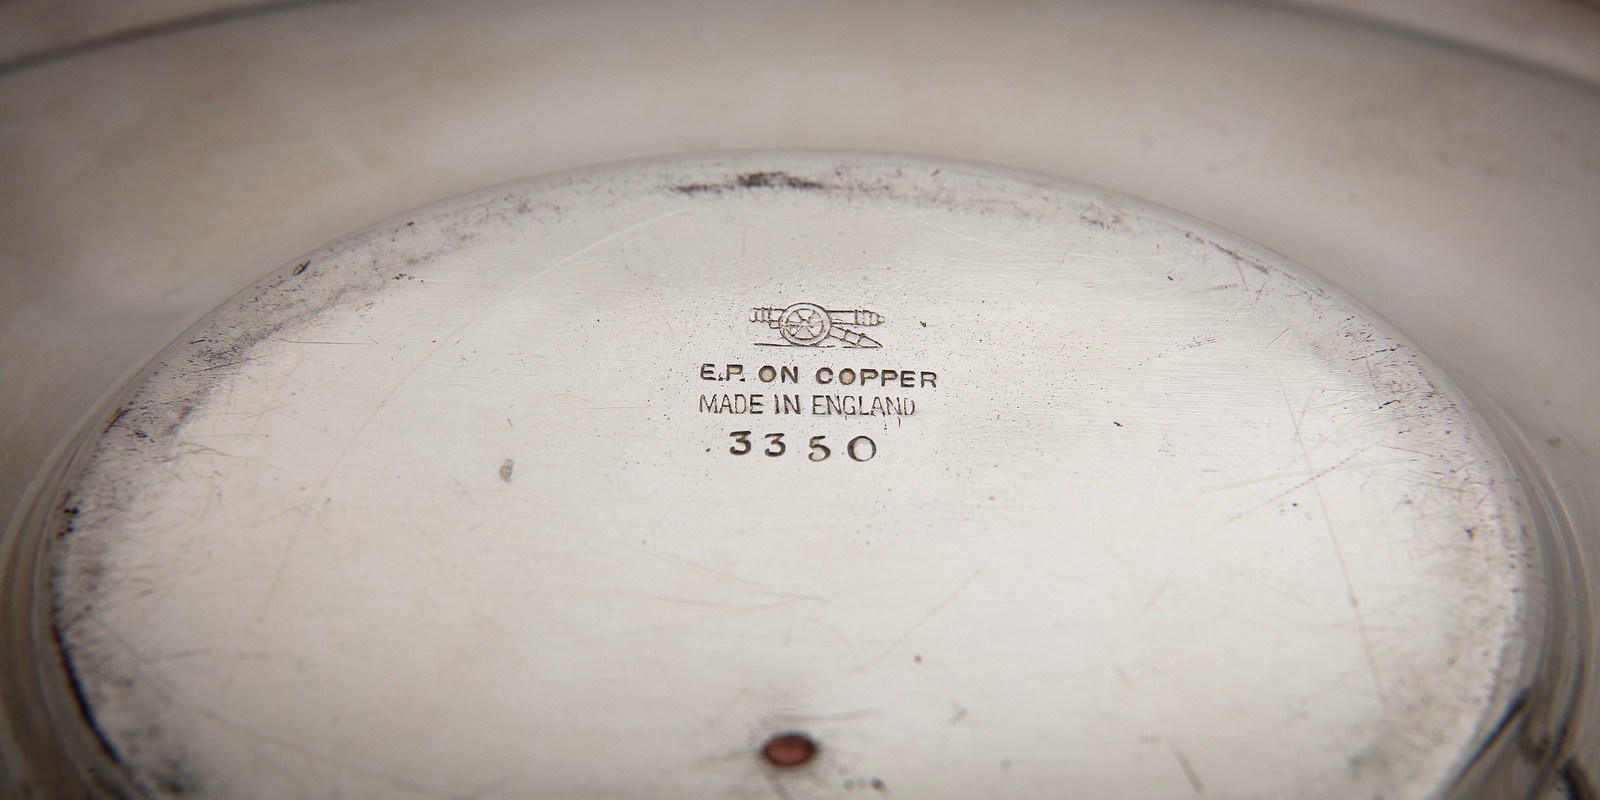 E.P. ON COPPER
MADE IN ENGLAND
3350